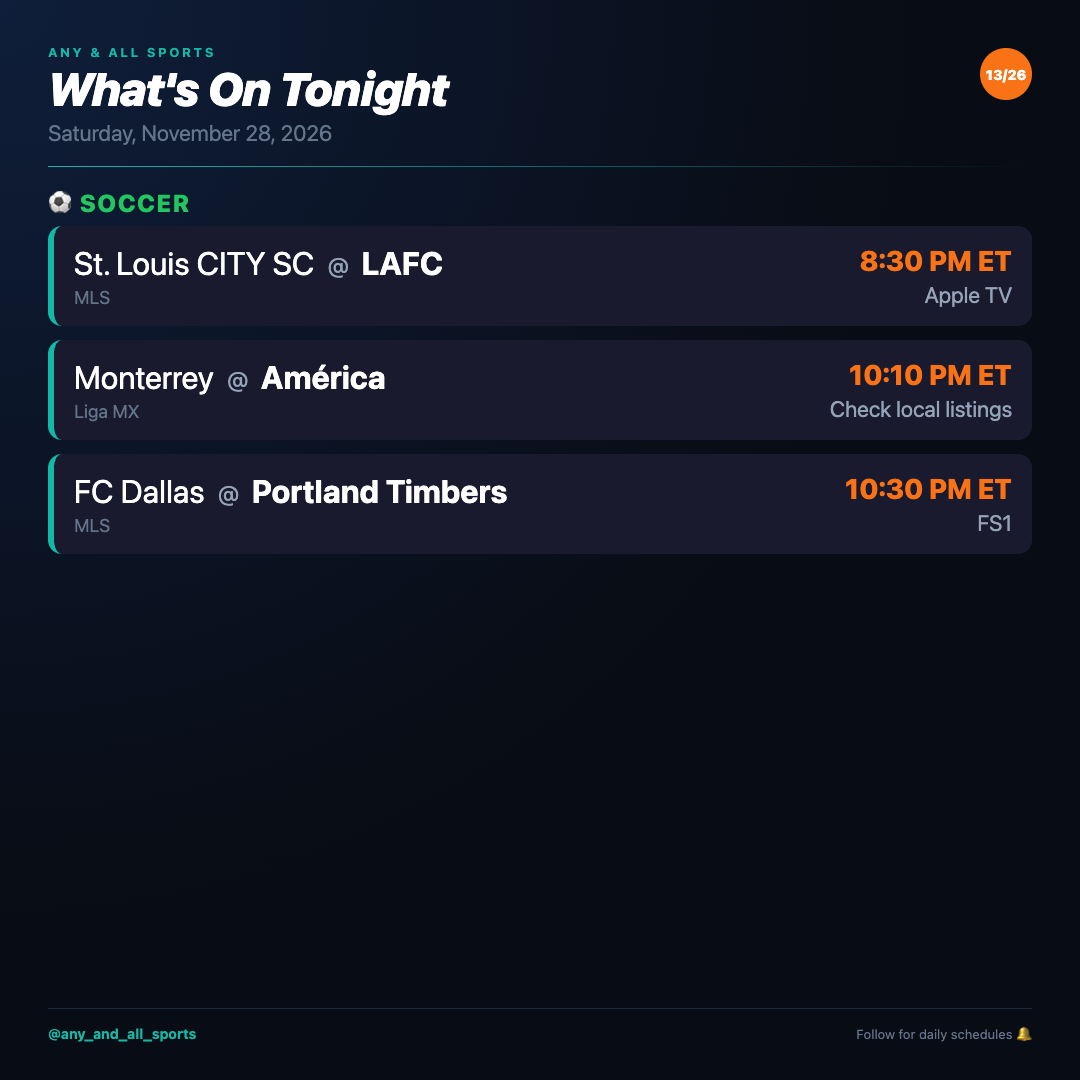 ANY & ALL SPORTS
What's On Tonight
13/26
Saturday, November 28, 2026
⚽ SOCCER
St. Louis CITY SC @ LAFC
8:30 PM ET
MLS
Apple TV
Monterrey @ América
10:10 PM ET
Liga MX
Check local listings
FC Dallas @ Portland Timbers
10:30 PM ET
MLS
FS1
@any_and_all_sports
Follow for daily schedules 🔔